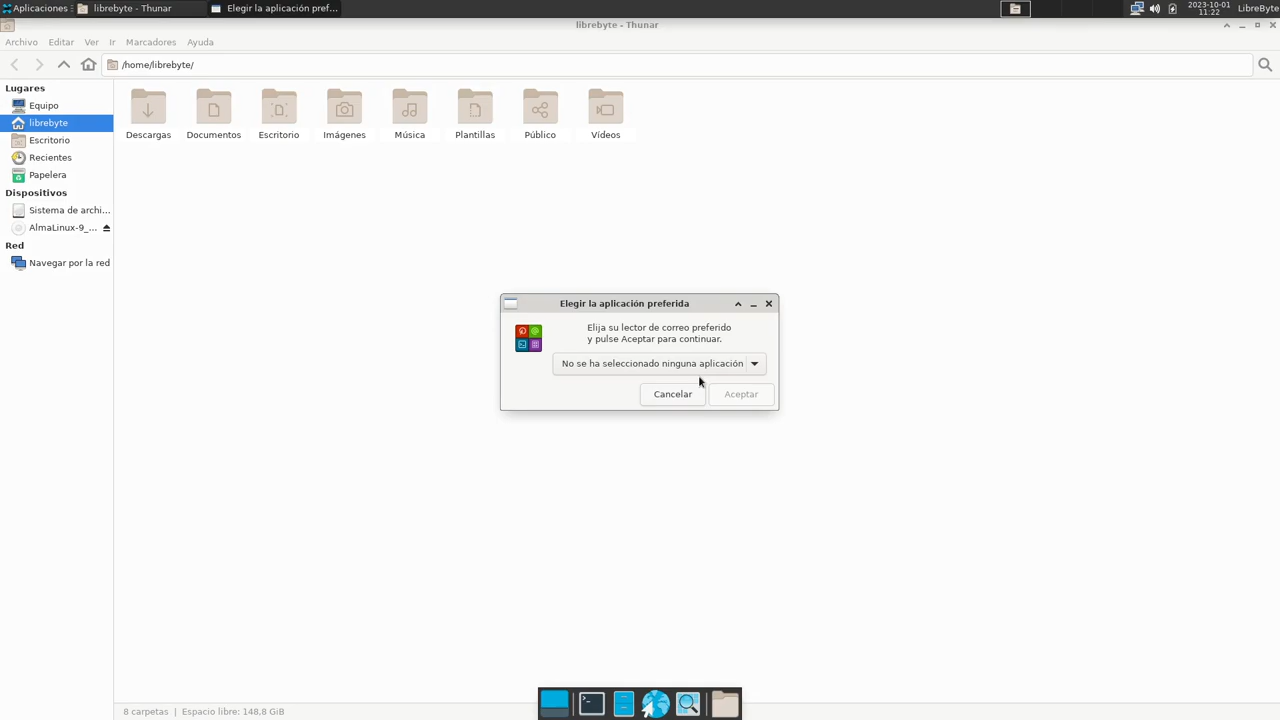 Aplicaciones
librebyte - Thunar
Elegir la aplicación pref...
2023-10-01
11:22
LibreByte
librebyte - Thunar
Archivo Editar Ver Ir Marcadores Ayuda
/home/librebyte/
Lugares
Equipo
librebyte
Escritorio
Recientes
Papelera
Dispositivos
Sistema de archi...
AlmaLinux-9_...
Red
Navegar por la red
Descargas Documentos Escritorio Imágenes Música Plantillas Público Vídeos
Elegir la aplicación preferida
Elija su lector de correo preferido
y pulse Aceptar para continuar.
No se ha seleccionado ninguna aplicación
Cancelar Aceptar
8 carpetas | Espacio libre: 148,8 GiB